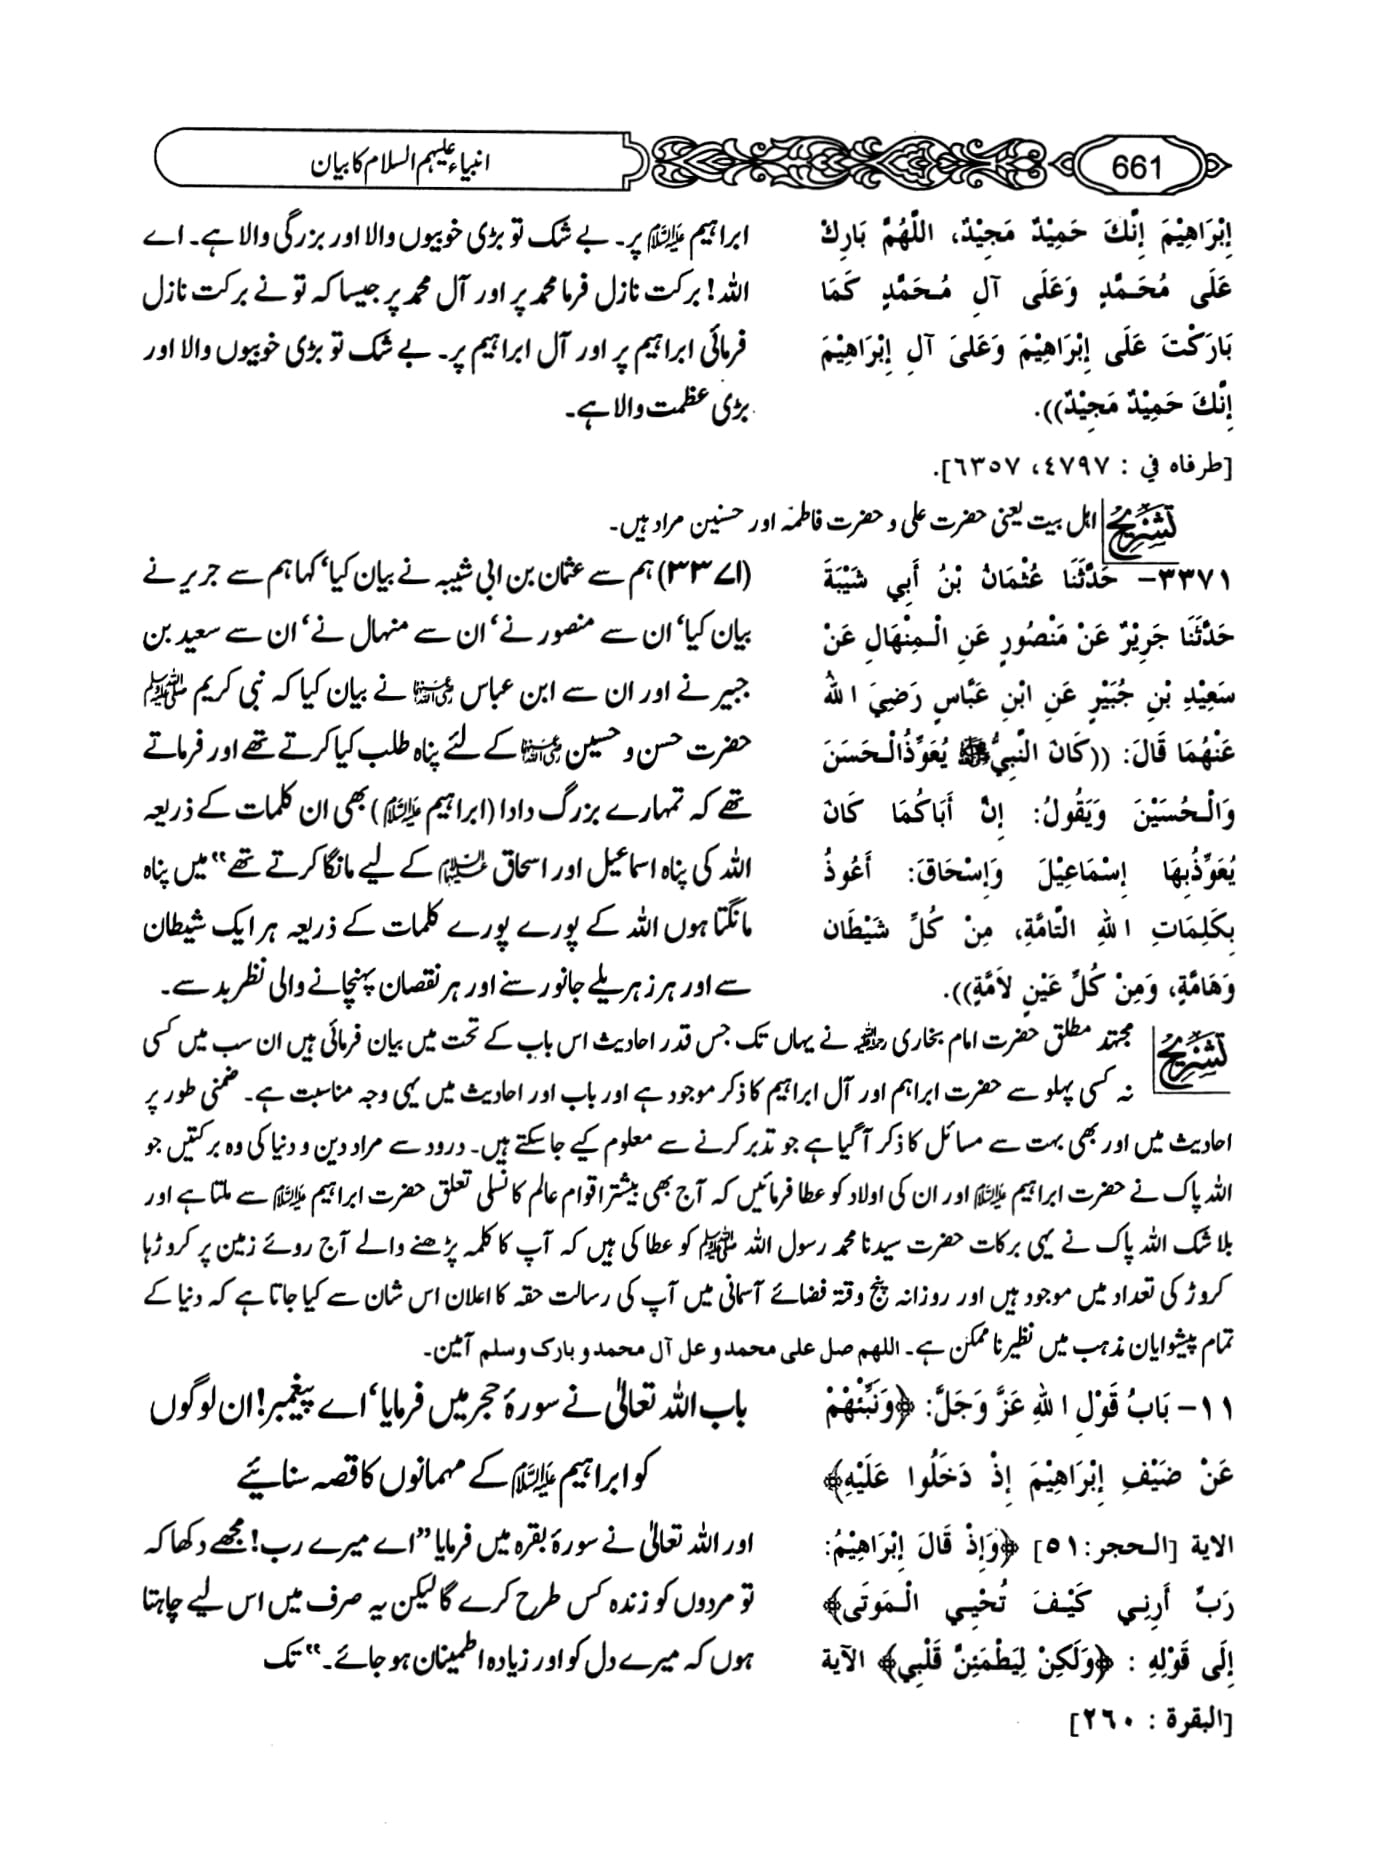 661
انبیاء علیہم السلام کا بیان
إِبْرَاهِيْمَ إِنَّكَ حَمِيْدٌ مَجِيْدٌ، اللَّهُمَّ بَارِكْ
عَلَى مُحَمَّدٍ وَعَلَى آلِ مُحَمَّدٍ كَمَا
بَارَكْتَ عَلَى إِبْرَاهِيْمَ وَعَلىَ آلِ إِبْرَاهِيْمَ
إِنَّكَ حَمِيْدٌ مَجِيْدٌ)).
[طرفاه في : ٤٧٩٧، ٦٣٥٧].
ابراہیم علیہ السلام پر۔ بے شک تو بڑی خوبیوں والا اور بزرگی والا ہے۔ اے
اللہ! برکت نازل فرما محمد پر اور آل محمد پر جیسا کہ تو نے برکت نازل
فرمائی ابراہیم پر اور آل ابراہیم پر۔ بے شک تو بڑی خوبیوں والا اور
بڑی عظمت والا ہے۔
تشریح اہل بیت یعنی حضرت علی و حضرت فاطمہ اور حسنین مراد ہیں۔
٣٣٧١- حَدَّثَنَا عُثْمَانُ بْنُ أَبِي شَيْبَةَ
حَدَّثَنَا جَرِيْرٌ عَنْ مَنْصُورٍ عَنِ الْمِنْهَالِ عَنْ
سَعِيْدِ بْنِ جُبَيْرٍ عَنِ ابْنِ عَبَّاسٍ رَضِيَ اللهُ
عَنْهُمَا قَالَ: ((كَانَ النَّبِيُّ ﷺ يُعَوِّذُالْحَسَنَ
وَالْحُسَيْنَ وَيَقُولُ: إِنَّ أَبَاكُمَا كَانَ
يُعَوِّذُبِهَا إِسْمَاعِيْلَ وَإِسْحَاقَ: أَعُوذُ
بِكَلِمَاتِ اللهِ التَّامَّةِ، مِنْ كُلِّ شَيْطَان
وَهَامَّةٍ، وَمِنْ كُلِّ عَيْنٍ لاَمَّةٍ)).
(۳۳۷۱) ہم سے عثمان بن ابی شیبہ نے بیان کیا‘ کہا ہم سے جریر نے
بیان کیا‘ ان سے منصور نے‘ ان سے منہال نے‘ ان سے سعید بن
جبیر نے اور ان سے ابن عباس رضی اللہ عنہما نے بیان کیا کہ نبی کریم ﷺ
حضرت حسن و حسین رضی اللہ عنہما کے لئے پناہ طلب کیا کرتے تھے اور فرماتے
تھے کہ تمہارے بزرگ دادا (ابراہیم علیہ السلام) بھی ان کلمات کے ذریعہ
اللہ کی پناہ اسماعیل اور اسحاق علیہما السلام کے لیے مانگا کرتے تھے ’’میں پناہ
مانگتا ہوں اللہ کے پورے پورے کلمات کے ذریعہ ہر ایک شیطان
سے اور ہر زہریلے جانور سے اور ہر نقصان پہنچانے والی نظر بد سے۔
تشریح مجتہد مطلق حضرت امام بخاری رحمہ اللہ نے یہاں تک جس قدر احادیث اس باب کے تحت میں بیان فرمائی ہیں ان سب میں کسی
نہ کسی پہلو سے حضرت ابراہم اور آل ابراہیم کا ذکر موجود ہے اور باب اور احادیث میں یہی وجہ مناسبت ہے۔ ضمنی طور پر
احادیث میں اور بھی بہت سے مسائل کا ذکر آگیا ہے جو تدبر کرنے سے معلوم کیے جاسکتے ہیں۔ درود سے مراد دین و دنیا کی وہ برکتیں جو
اللہ پاک نے حضرت ابراہیم علیہ السلام اور ان کی اولاد کو عطا فرمائیں کہ آج بھی بیشتر اقوام عالم کا نسلی تعلق حضرت ابراہیم علیہ السلام سے ملتا ہے اور
بلا شک اللہ پاک نے یہی برکات حضرت سیدنا محمد رسول اللہ ﷺ کو عطا کی ہیں کہ آپ کا کلمہ پڑھنے والے آج روئے زمین پر کروڑہا
کروڑ کی تعداد میں موجود ہیں اور روزانہ پنج وقتہ فضائے آسمانی میں آپ کی رسالت حقہ کا اعلان اس شان سے کیا جاتا ہے کہ دنیا کے
تمام پیشوایان مذہب میں نظیر نا ممکن ہے۔ اللهم صل علی محمد و عل آل محمد و بارک وسلم آمین۔
١١- بَابُ قَوْلِ اللهِ عَزَّ وَجَلَّ: ﴿وَنَبِّئْهُمْ
عَنْ ضَيْفِ إِبْرَاهِيْمَ إِذْ دَخَلُوا عَلَيْهِ﴾
الاية [الحجر:٥١] ﴿وَإِذْ قَالَ إِبْرَاهِيْمُ:
رَبِّ أَرِنِي كَيْفَ تُحْيِي الْمَوتَى﴾
إِلَى قَوْلِهِ : ﴿وَلَكِنْ لِيَطْمَئِنَّ قَلْبِي﴾ الآية
[البقرة : ٢٦٠]
باب اللہ تعالیٰ نے سورۂ حجر میں فرمایا‘ اے پیغمبر! ان لوگوں
کو ابراہیم علیہ السلام کے مہمانوں کا قصہ سنائیے
اور اللہ تعالیٰ نے سورۂ بقرہ میں فرمایا ’’اے میرے رب! مجھے دکھا کہ
تو مردوں کو زندہ کس طرح کرے گا لیکن یہ صرف میں اس لیے چاہتا
ہوں کہ میرے دل کو اور زیادہ اطمینان ہو جائے۔‘‘ تک